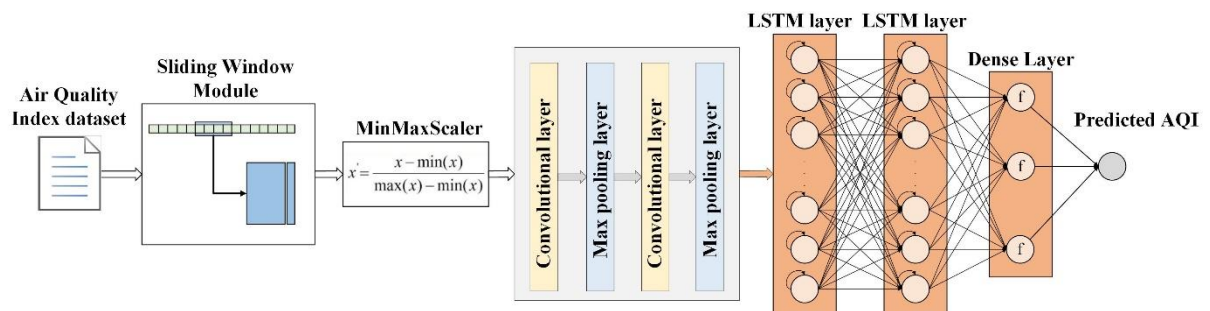 Air Quality
Index dataset
Sliding Window
Module
MinMaxScaler
x' = (x − min(x)) / (max(x) − min(x))
Convolutional layer
Max pooling layer
Convolutional layer
Max pooling layer
LSTM layer
LSTM layer
Dense Layer
f
f
f
Predicted AQI